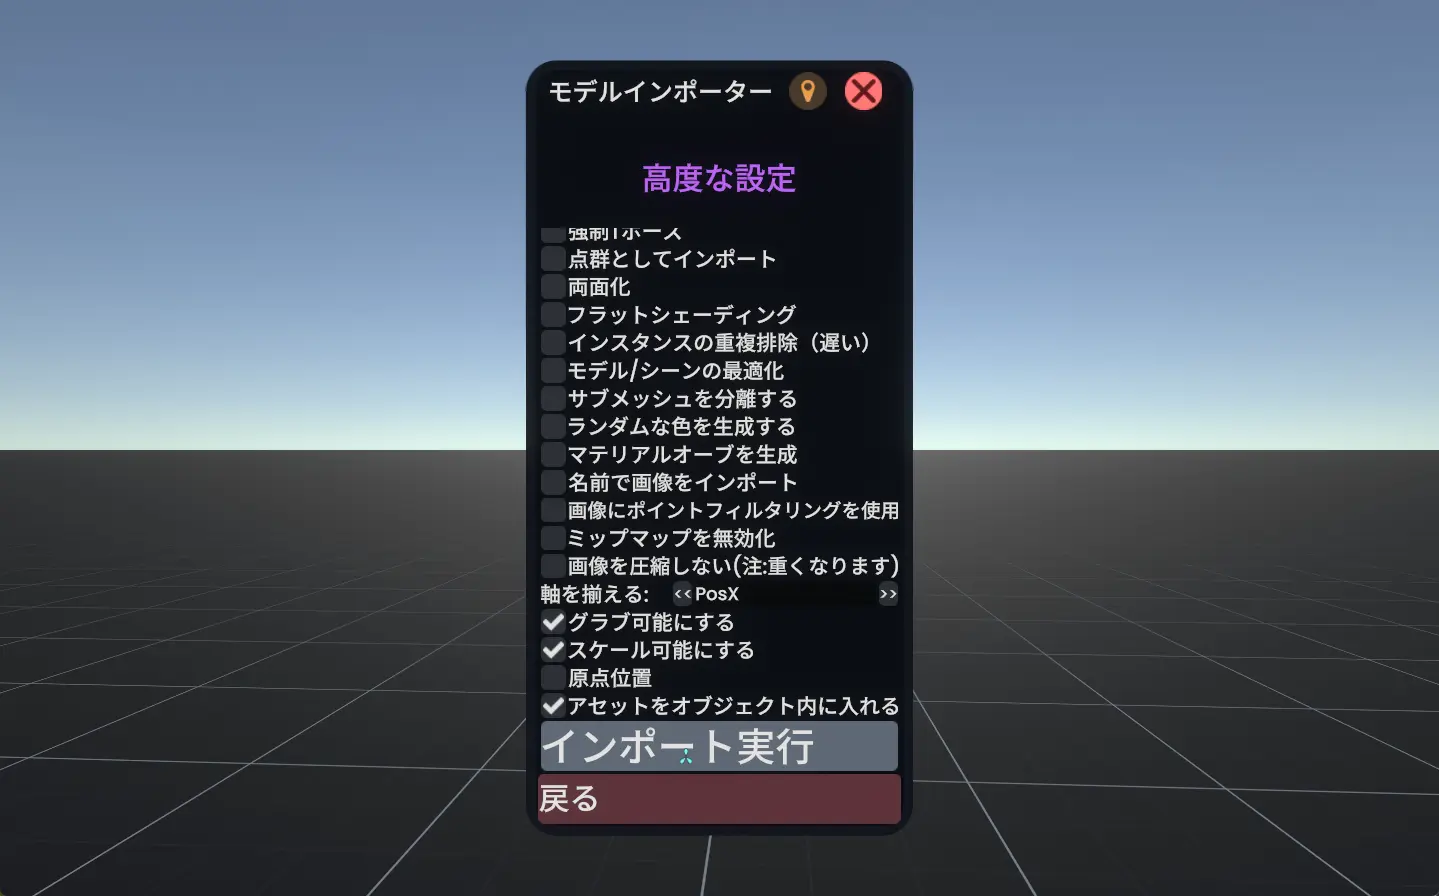 モデルインポーター
高度な設定
強制Tポーズ
点群としてインポート
両面化
フラットシェーディング
インスタンスの重複排除（遅い）
モデル/シーンの最適化
サブメッシュを分離する
ランダムな色を生成する
マテリアルオーブを生成
名前で画像をインポート
画像にポイントフィルタリングを使用
ミップマップを無効化
画像を圧縮しない(注:重くなります)
軸を揃える: << PosX >>
グラブ可能にする
スケール可能にする
原点位置
アセットをオブジェクト内に入れる
インポート実行
戻る